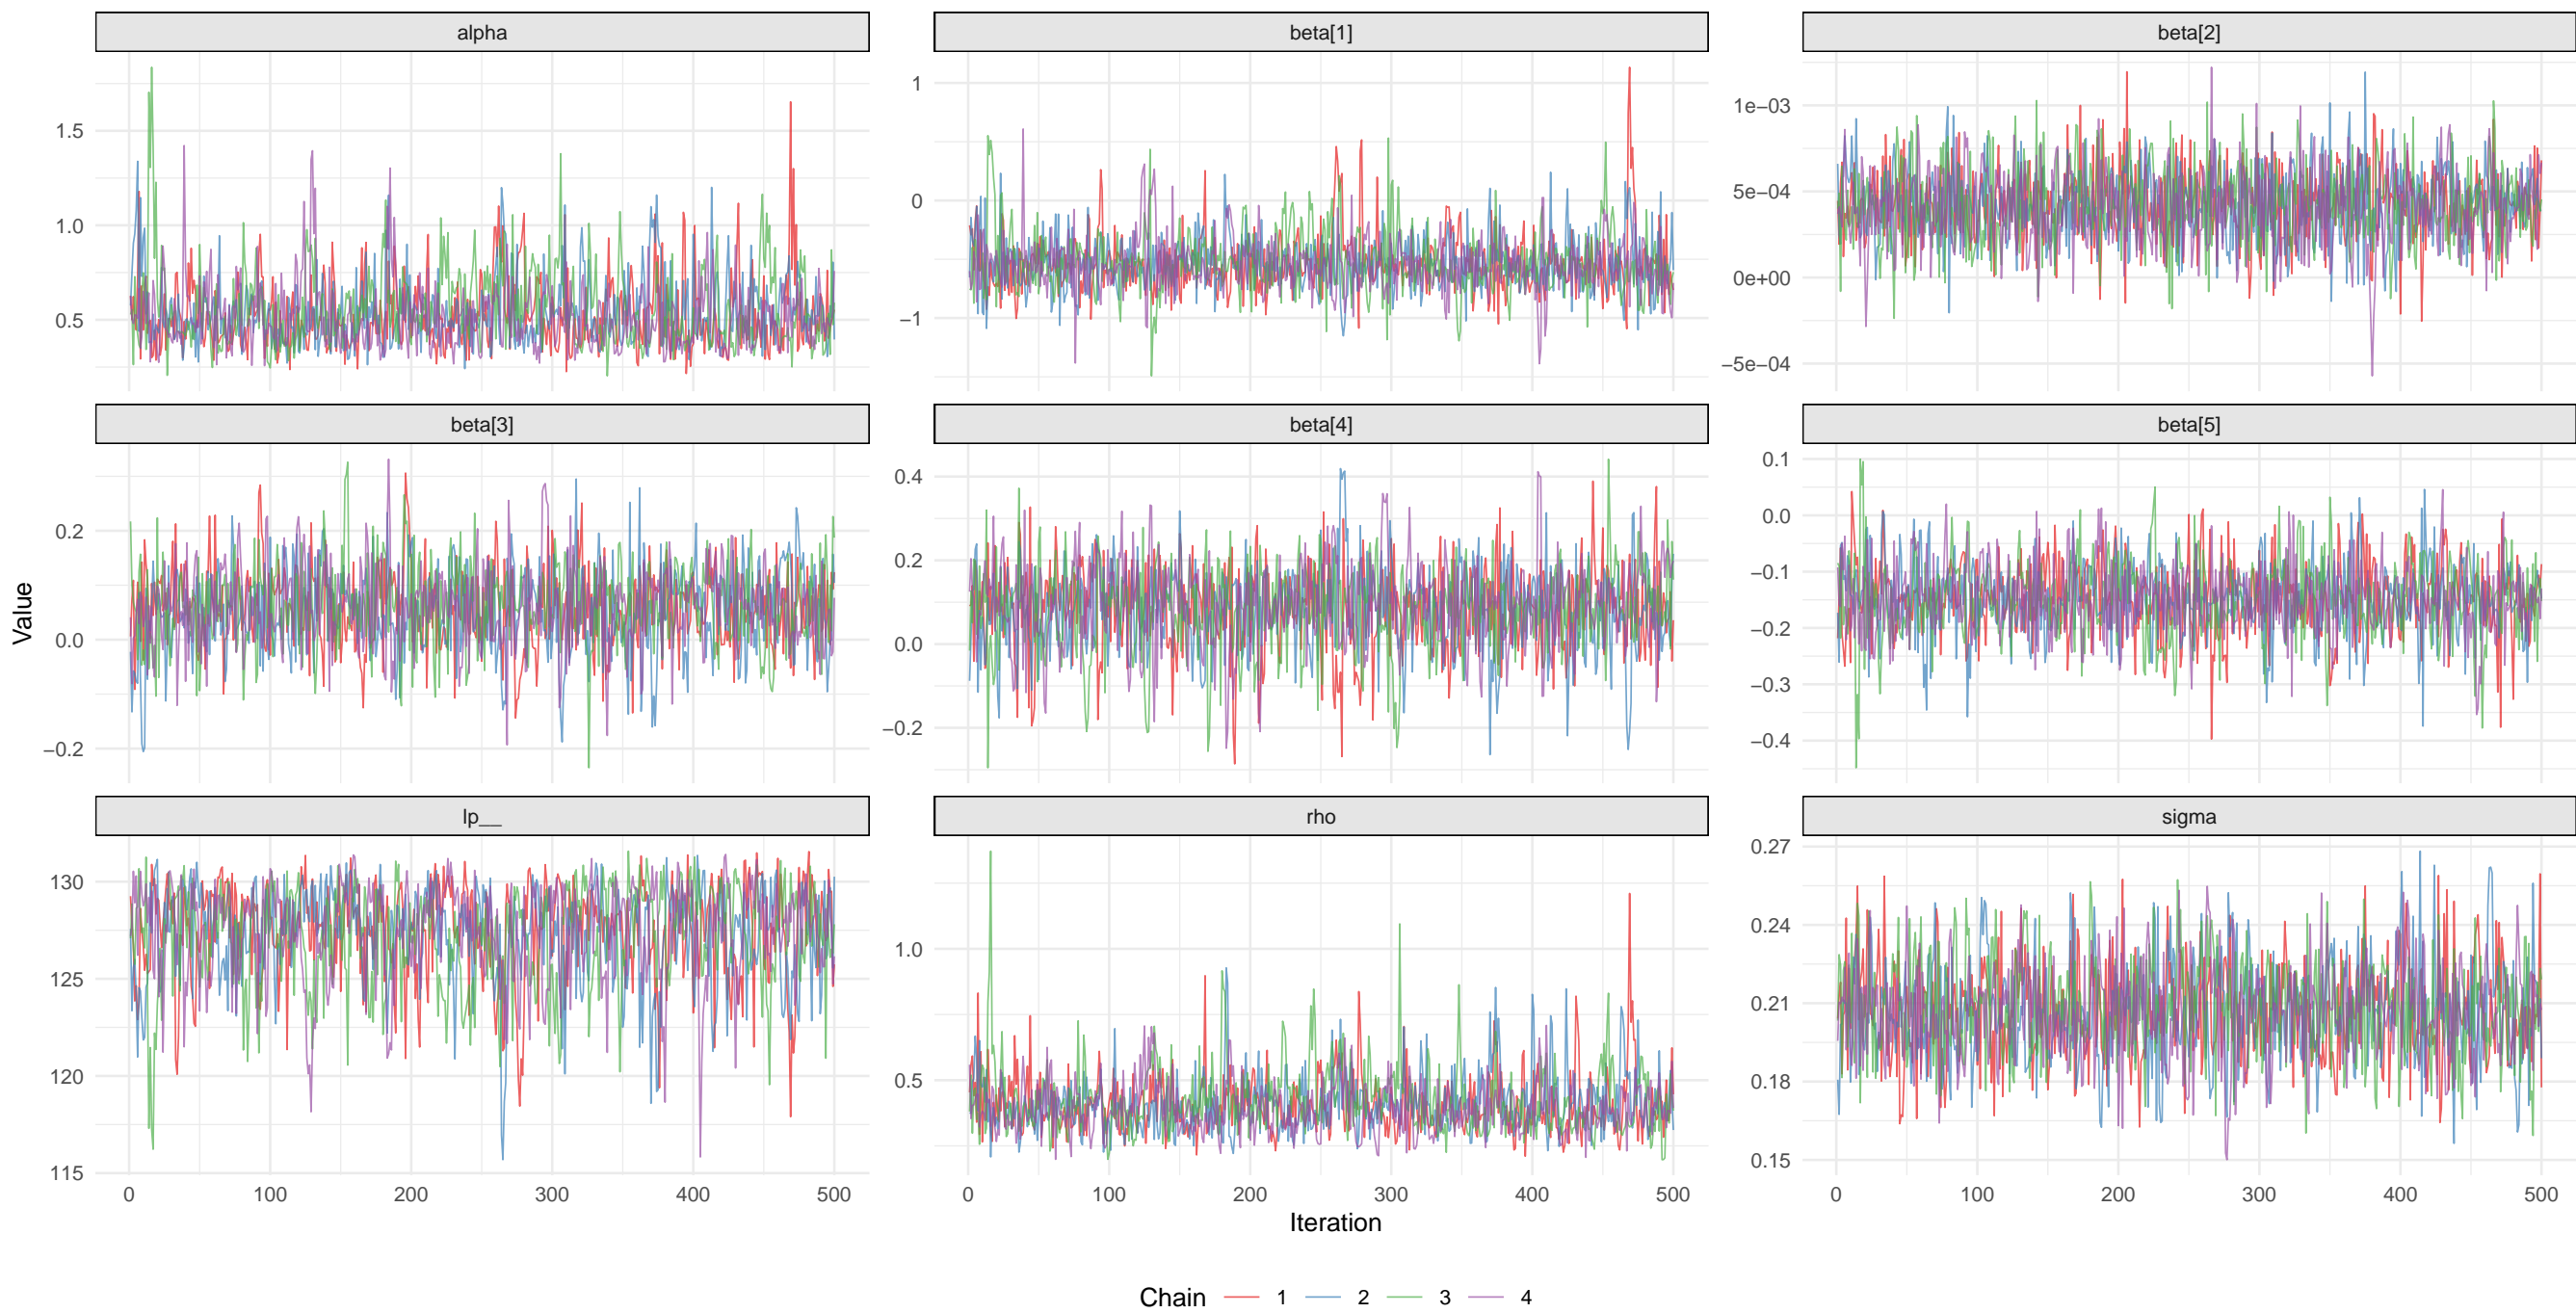 alpha
beta[1]
beta[2]
1.5
1.0
0.5
1
0
−1
1e−03
5e−04
0e+00
−5e−04
beta[3]
beta[4]
beta[5]
0.2
0.0
−0.2
0.4
0.2
0.0
−0.2
0.1
0.0
−0.1
−0.2
−0.3
−0.4
Value
lp__
rho
sigma
130
125
120
115
1.0
0.5
0.27
0.24
0.21
0.18
0.15
0 100 200 300 400 500
0 100 200 300 400 500
0 100 200 300 400 500
Iteration
Chain 1 2 3 4